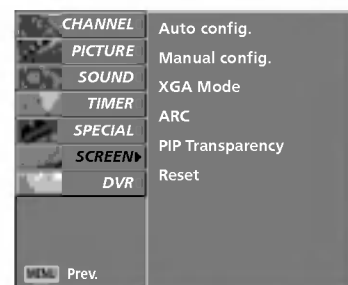 CHANNEL
PICTURE
SOUND
TIMER
SPECIAL
SCREEN
DVR
MENU Prev.
Auto config.
Manual config.
XGA Mode
ARC
PIP Transparency
Reset